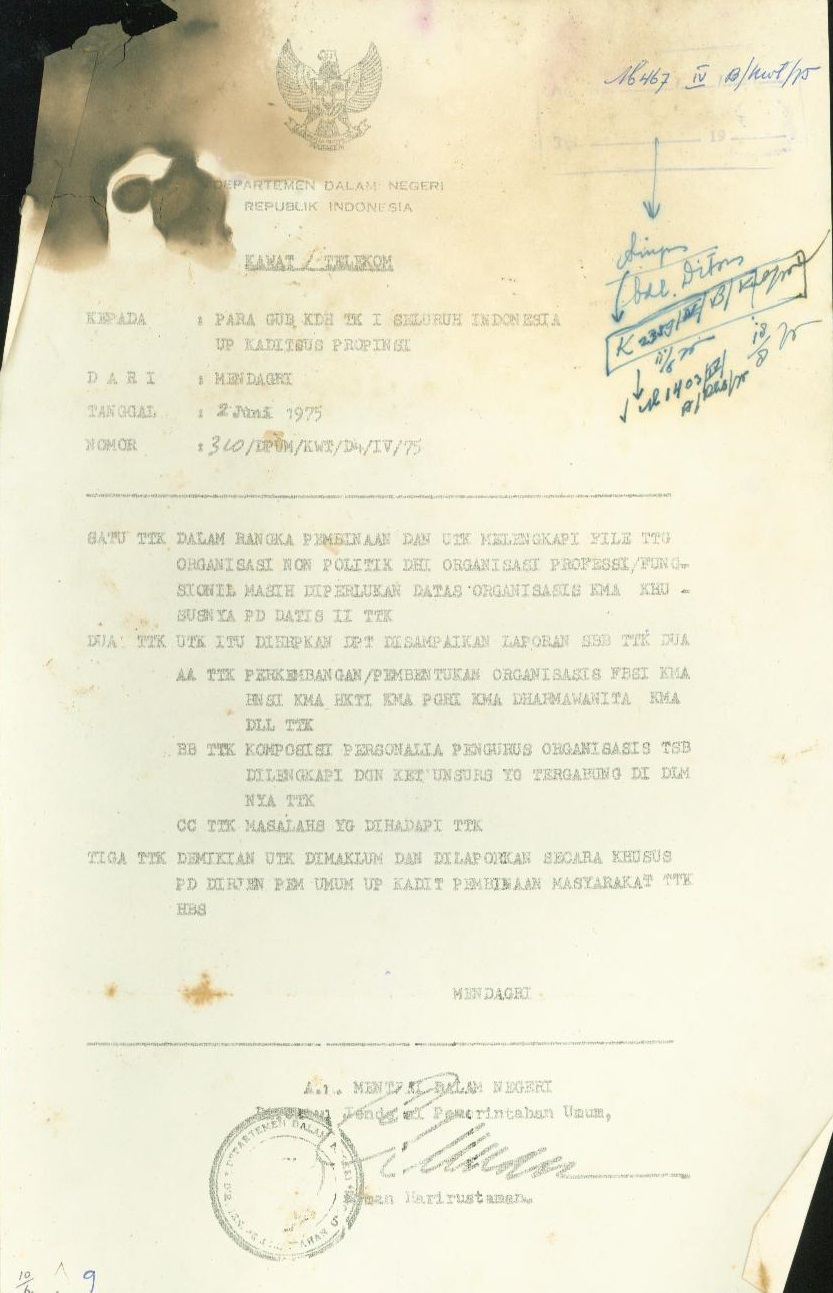 No 467 IV B/Kwt/75
19
DEPARTEMEN DALAM NEGERI
REPUBLIK INDONESIA
KAWAT / TELEKOM
KEPADA : PARA GUB KDH TK I SELURUH INDONESIA
UP KADITSUS PROPINSI
D A R I : MENDAGRI
TANGGAL : 2 Juni 1975
NOMOR : 310/DPUM/KWT/D4/IV/75
SATU TTK DALAM RANGKA PEMBINAAN DAN UTK MELENGKAPI FILE TTG
ORGANISASI NON POLITIK DHI ORGANISASI PROFESSI/FUNG-
SIONIL MASIH DIPERLUKAN DATAS ORGANISASIS KMA KHU -
SUSNYA PD DATIS II TTK
DUA TTK UTK ITU DIHRPKAN DPT DISAMPAIKAN LAPORAN SBB TTK DUA
AA TTK PERKEMBANGAN/PEMBENTUKAN ORGANISASIS FBSI KMA
HNSI KMA HKTI KMA PGRI KMA DHARMAWANITA KMA
DLL TTK
BB TTK KOMPOSISI PERSONALIA PENGURUS ORGANISASIS TSB
DILENGKAPI DGN KET UNSURS YG TERGABUNG DI DLM
NYA TTK
CC TTK MASALAHS YG DIHADAPI TTK
TIGA TTK DEMIKIAN UTK DIMAKLUM DAN DILAPORKAN SECARA KHUSUS
PD DIRJEN PEM UMUM UP KADIT PEMBINAAN MASYARAKAT TTK
HBS
MENDAGRI
A.n. MENTERI DALAM NEGERI
Jenderal Pemerintahan Umum,
Harirustaman.
9